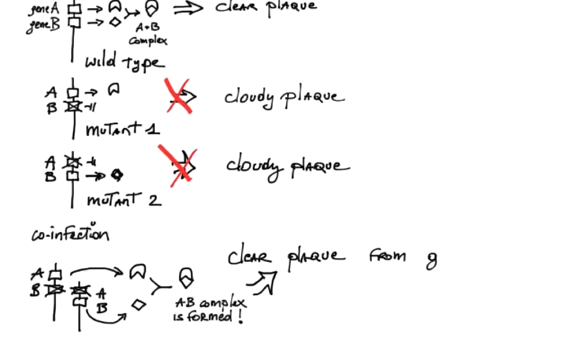 gene A
gene B
A+B
complex
clear plaque
wild type
A
B
cloudy plaque
mutant 1
A
B
cloudy plaque
mutant 2
co-infection
clear plaque from
A
B
A
B
AB complex
is formed!